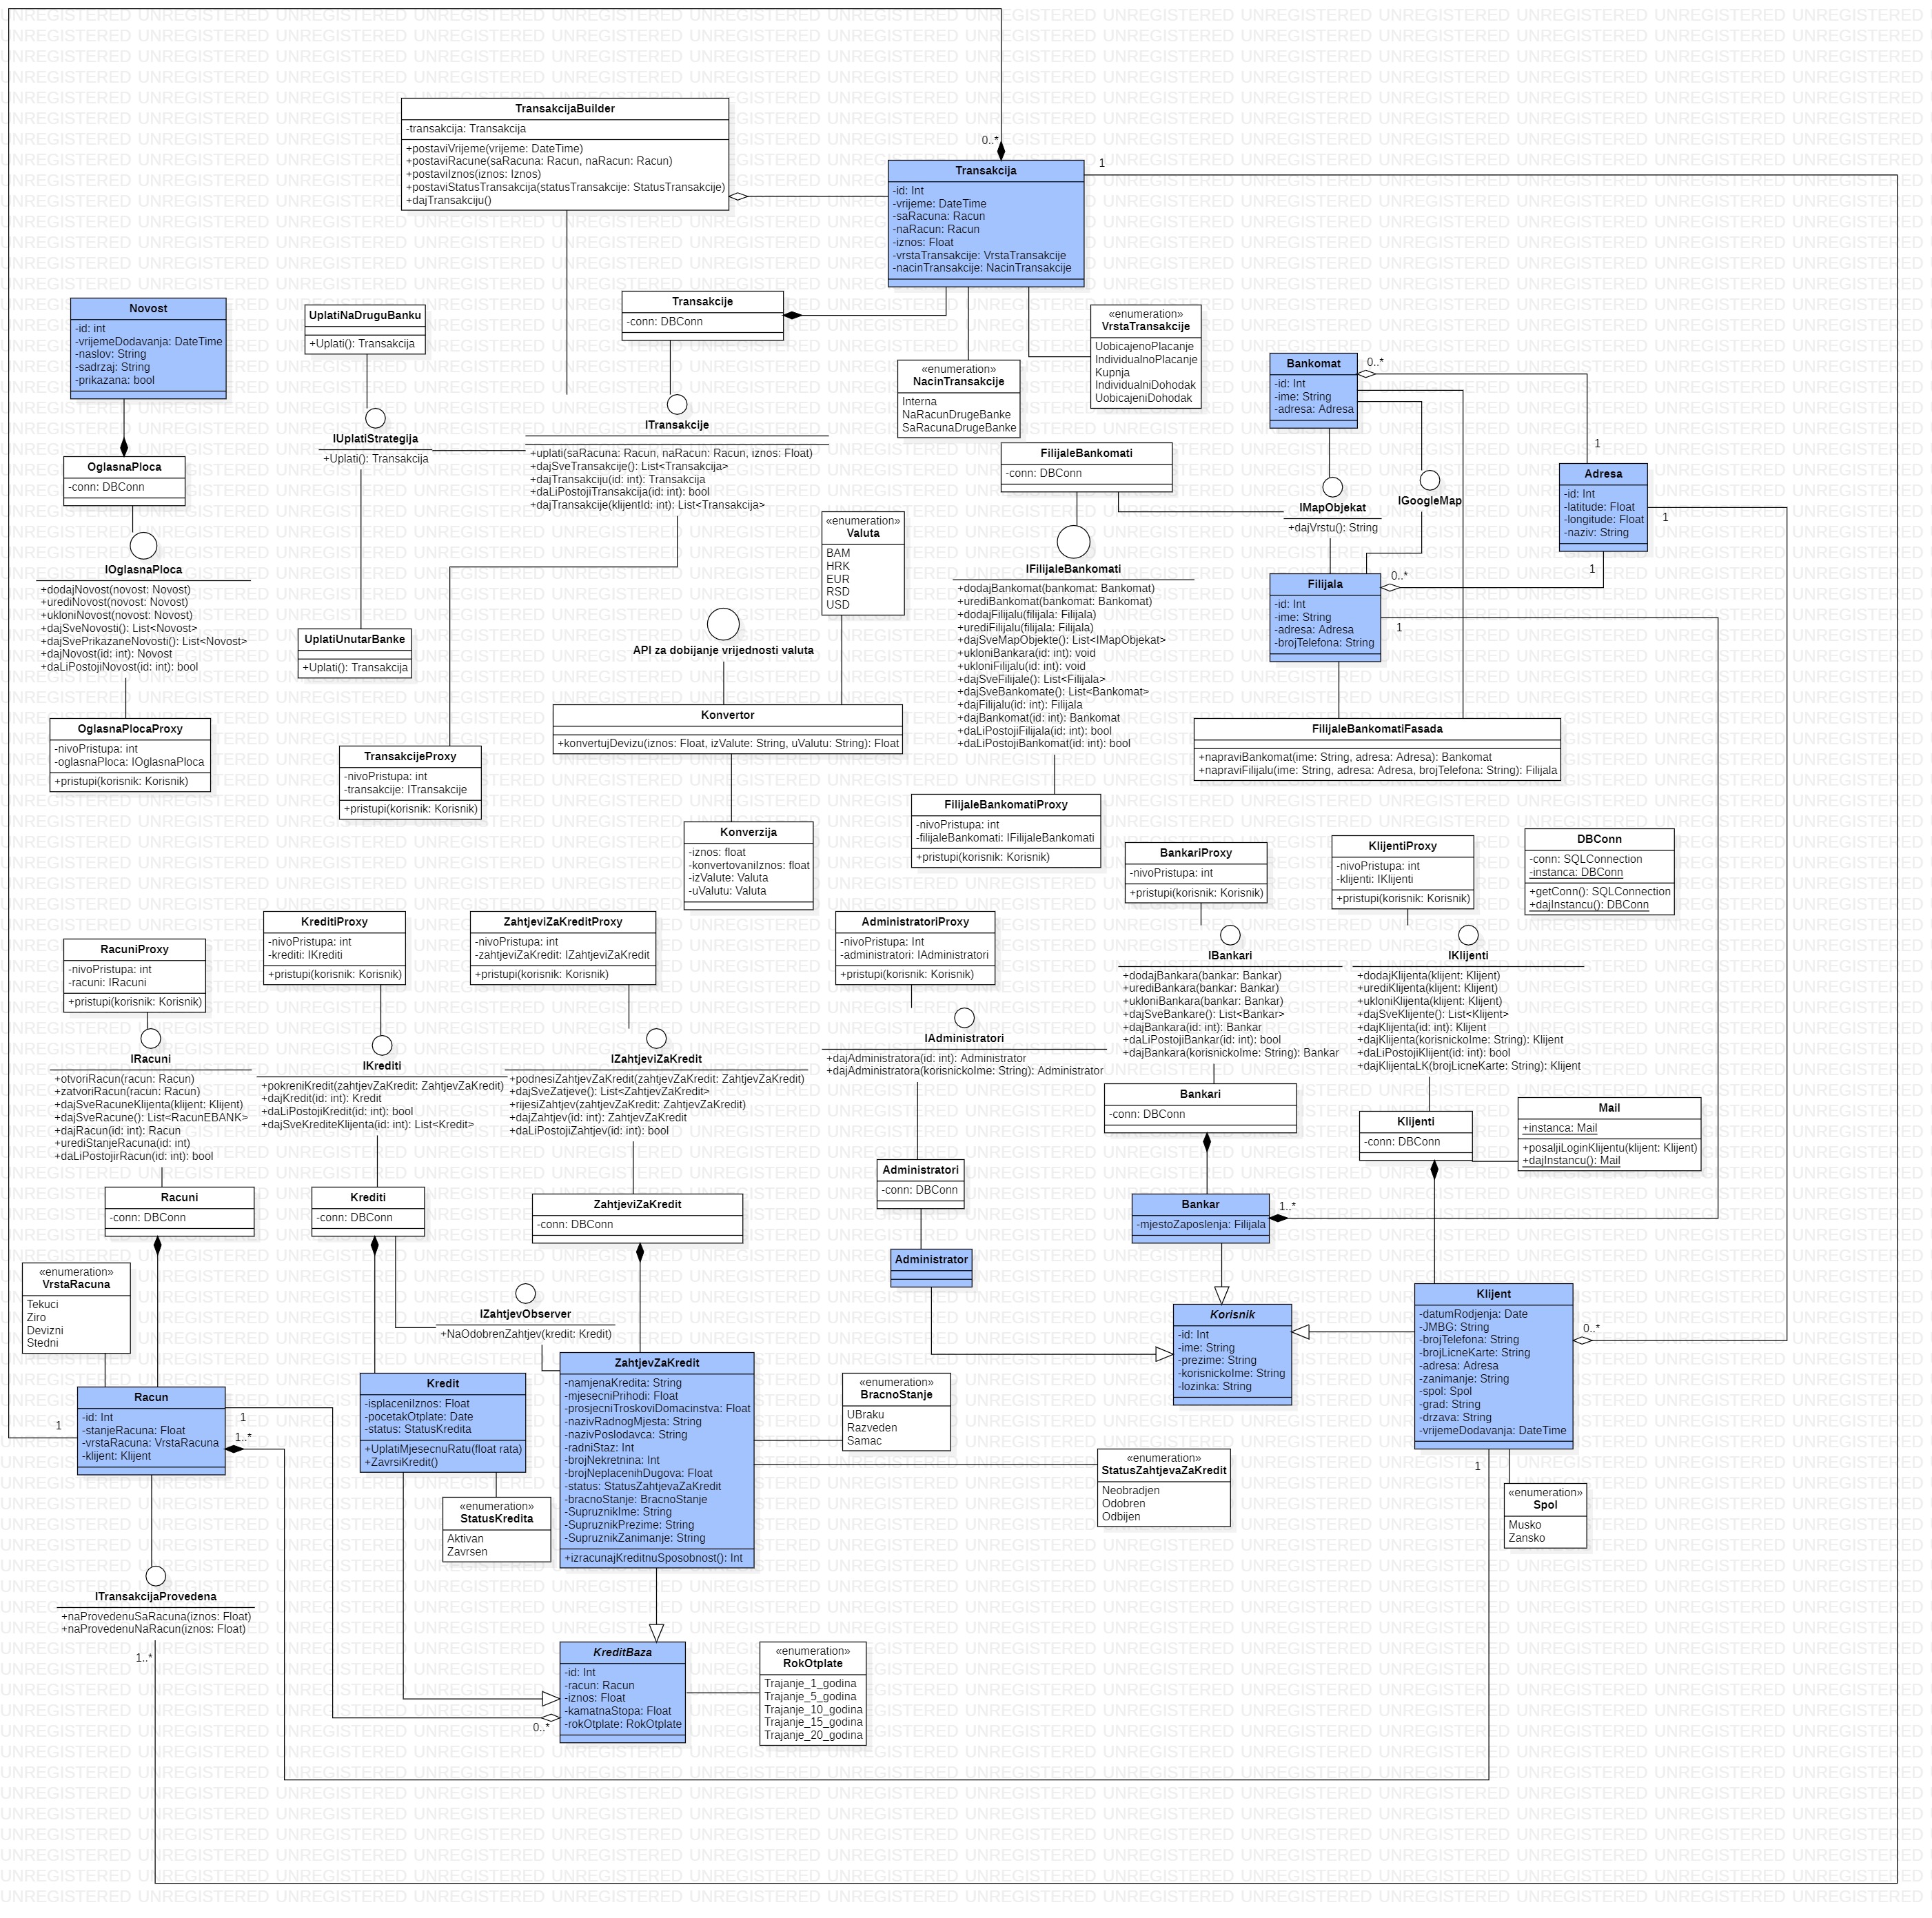 0..*
1
TransakcijaBuilder
-transakcija: Transakcija
+postaviVrijeme(vrijeme: DateTime)
+postaviRacune(saRacuna: Racun, naRacun: Racun)
+postaviIznos(iznos: Iznos)
+postaviStatusTransakcija(statusTransakcije: StatusTransakcije)
+dajTransakciju()
Transakcija
-id: Int
-vrijeme: DateTime
-saRacuna: Racun
-naRacun: Racun
-iznos: Float
-vrstaTransakcije: VrstaTransakcije
-nacinTransakcije: NacinTransakcije
Novost
-id: int
-vrijemeDodavanja: DateTime
-naslov: String
-sadrzaj: String
-prikazana: bool
UplatiNaDruguBanku
+Uplati(): Transakcija
Transakcije
-conn: DBConn
«enumeration»
NacinTransakcije
Interna
NaRacunDrugeBanke
SaRacunaDrugeBanke
«enumeration»
VrstaTransakcije
UobicajenoPlacanje
IndividualnoPlacanje
Kupnja
IndividualniDohodak
UobicajeniDohodak
Bankomat
-id: Int
-ime: String
-adresa: Adresa
0..*
1
OglasnaPloca
-conn: DBConn
IUplatiStrategija
+Uplati(): Transakcija
ITransakcije
+uplati(saRacuna: Racun, naRacun: Racun, iznos: Float)
+dajSveTransakcije(): List<Transakcija>
+dajTransakciju(id: int): Transakcija
+daLiPostojiTransakcija(id: int): bool
+dajTransakcije(klijentId: int): List<Transakcija>
FilijaleBankomati
-conn: DBConn
IMapObjekat
+dajVrstu(): String
IGoogleMap
Adresa
-id: Int
-latitude: Float
-longitude: Float
-naziv: String
1
1
IOglasnaPloca
+dodajNovost(novost: Novost)
+urediNovost(novost: Novost)
+ukloniNovost(novost: Novost)
+dajSveNovosti(): List<Novost>
+dajSvePrikazaneNovosti(): List<Novost>
+dajNovost(id: int): Novost
+daLiPostojiNovost(id: int): bool
UplatiUnutarBanke
+Uplati(): Transakcija
«enumeration»
Valuta
BAM
HRK
EUR
RSD
USD
API za dobijanje vrijednosti valuta
IFilijaleBankomati
+dodajBankomat(bankomat: Bankomat)
+urediBankomat(bankomat: Bankomat)
+dodajFilijalu(filijala: Filijala)
+urediFilijalu(filijala: Filijala)
+dajSveMapObjekte(): List<IMapObjekat>
+ukloniBankara(id: int): void
+ukloniFilijalu(id: int): void
+dajSveFilijale(): List<Filijala>
+dajSveBankomate(): List<Bankomat>
+dajFilijalu(id: int): Filijala
+dajBankomat(id: int): Bankomat
+daLiPostojiFilijala(id: int): bool
+daLiPostojiBankomat(id: int): bool
Filijala
-id: Int
-ime: String
-adresa: Adresa
-brojTelefona: String
0..*
1
OglasnaPlocaProxy
-nivoPristupa: int
-oglasnaPloca: IOglasnaPloca
+pristupi(korisnik: Korisnik)
TransakcijeProxy
-nivoPristupa: int
-transakcije: ITransakcije
+pristupi(korisnik: Korisnik)
Konvertor
+konvertujDevizu(iznos: Float, izValute: String, uValutu: String): Float
FilijaleBankomatiFasada
+napraviBankomat(ime: String, adresa: Adresa): Bankomat
+napraviFilijalu(ime: String, adresa: Adresa, brojTelefona: String): Filijala
Konverzija
-iznos: float
-konvertovaniIznos: float
-izValute: Valuta
-uValutu: Valuta
FilijaleBankomatiProxy
-nivoPristupa: int
-filijaleBankomati: IFilijaleBankomati
+pristupi(korisnik: Korisnik)
BankariProxy
-nivoPristupa: int
+pristupi(korisnik: Korisnik)
KlijentiProxy
-nivoPristupa: int
-klijenti: IKlijenti
+pristupi(korisnik: Korisnik)
DBConn
-conn: SQLConnection
-instanca: DBConn
+getConn(): SQLConnection
+dajInstancu(): DBConn
RacuniProxy
-nivoPristupa: int
-racuni: IRacuni
+pristupi(korisnik: Korisnik)
KreditiProxy
-nivoPristupa: int
-krediti: IKrediti
+pristupi(korisnik: Korisnik)
ZahtjeviZaKreditProxy
-nivoPristupa: int
-zahtjeviZaKredit: IZahtjeviZaKredit
+pristupi(korisnik: Korisnik)
AdministratoriProxy
-nivoPristupa: Int
-administratori: IAdministratori
+pristupi(korisnik: Korisnik)
IBankari
+dodajBankara(bankar: Bankar)
+urediBankara(bankar: Bankar)
+ukloniBankara(bankar: Bankar)
+dajSveBankare(): List<Bankar>
+dajBankara(id: int): Bankar
+daLiPostojiBankar(id: int): bool
+dajBankara(korisnickoIme: String): Bankar
IKlijenti
+dodajKlijenta(klijent: Klijent)
+urediKlijenta(klijent: Klijent)
+ukloniKlijenta(klijent: Klijent)
+dajSveKlijente(): List<Klijent>
+dajKlijenta(id: int): Klijent
+dajKlijenta(korisnickoIme: String): Klijent
+daLiPostojiKlijent(id: int): bool
+dajKlijentaLK(brojLicneKarte: String): Klijent
IRacuni
+otvoriRacun(racun: Racun)
+zatvoriRacun(racun: Racun)
+dajSveRacuneKlijenta(klijent: Klijent)
+dajSveRacune(): List<RacunEBANK>
+dajRacun(id: int): Racun
+urediStanjeRacuna(id: int)
+daLiPostojirRacun(id: int): bool
IKrediti
+pokreniKredit(zahtjevZaKredit: ZahtjevZaKredit)
+dajKredit(id: int): Kredit
+daLiPostojiKredit(id: int): bool
+dajSveKrediteKlijenta(id: int): List<Kredit>
IZahtjeviZaKredit
+podnesiZahtjevZaKredit(zahtjevZaKredit: ZahtjevZaKredit)
+dajSveZatjeve(): List<ZahtjevZaKredit>
+rijesiZahtjev(zahtjevZaKredit: ZahtjevZaKredit)
+dajZahtjev(id: int): ZahtjevZaKredit
+daLiPostojiZahtjev(id: int): bool
IAdministratori
+dajAdministratora(id: int): Administrator
+dajAdministratora(korisnickoIme: String): Administrator
Bankari
-conn: DBConn
Klijenti
-conn: DBConn
Mail
+instanca: Mail
+posaljiLoginKlijentu(klijent: Klijent)
+dajInstancu(): Mail
Racuni
-conn: DBConn
Krediti
-conn: DBConn
ZahtjeviZaKredit
-conn: DBConn
Administratori
-conn: DBConn
Bankar
-mjestoZaposlenja: Filijala
1..*
Administrator
«enumeration»
VrstaRacuna
Tekuci
Ziro
Devizni
Stedni
IZahtjevObserver
+NaOdobrenZahtjev(kredit: Kredit)
Korisnik
-id: Int
-ime: String
-prezime: String
-korisnickoIme: String
-lozinka: String
Klijent
-datumRodjenja: Date
-JMBG: String
-brojTelefona: String
-brojLicneKarte: String
-adresa: Adresa
-zanimanje: String
-spol: Spol
-grad: String
-drzava: String
-vrijemeDodavanja: DateTime
0..*
1
Racun
-id: Int
-stanjeRacuna: Float
-vrstaRacuna: VrstaRacuna
-klijent: Klijent
1
1
1..*
Kredit
-isplaceniIznos: Float
-pocetakOtplate: Date
-status: StatusKredita
+UplatiMjesecnuRatu(float rata)
+ZavrsiKredit()
ZahtjevZaKredit
-namjenaKredita: String
-mjesecniPrihodi: Float
-prosjecniTroskoviDomacinstva: Float
-nazivRadnogMjesta: String
-nazivPoslodavca: String
-radniStaz: Int
-brojNekretnina: Int
-brojNeplacenihDugova: Float
-status: StatusZahtjevaZaKredit
-bracnoStanje: BracnoStanje
-SupruznikIme: String
-SupruznikPrezime: String
-SupruznikZanimanje: String
+izracunajKreditnuSposobnost(): Int
«enumeration»
BracnoStanje
UBraku
Razveden
Samac
«enumeration»
StatusZahtjevaZaKredit
Neobradjen
Odobren
Odbijen
«enumeration»
Spol
Musko
Zansko
«enumeration»
StatusKredita
Aktivan
Zavrsen
ITransakcijaProvedena
+naProvedenuSaRacuna(iznos: Float)
+naProvedenuNaRacun(iznos: Float)
1..*
KreditBaza
-id: Int
-racun: Racun
-iznos: Float
-kamatnaStopa: Float
-rokOtplate: RokOtplate
0..*
«enumeration»
RokOtplate
Trajanje_1_godina
Trajanje_5_godina
Trajanje_10_godina
Trajanje_15_godina
Trajanje_20_godina